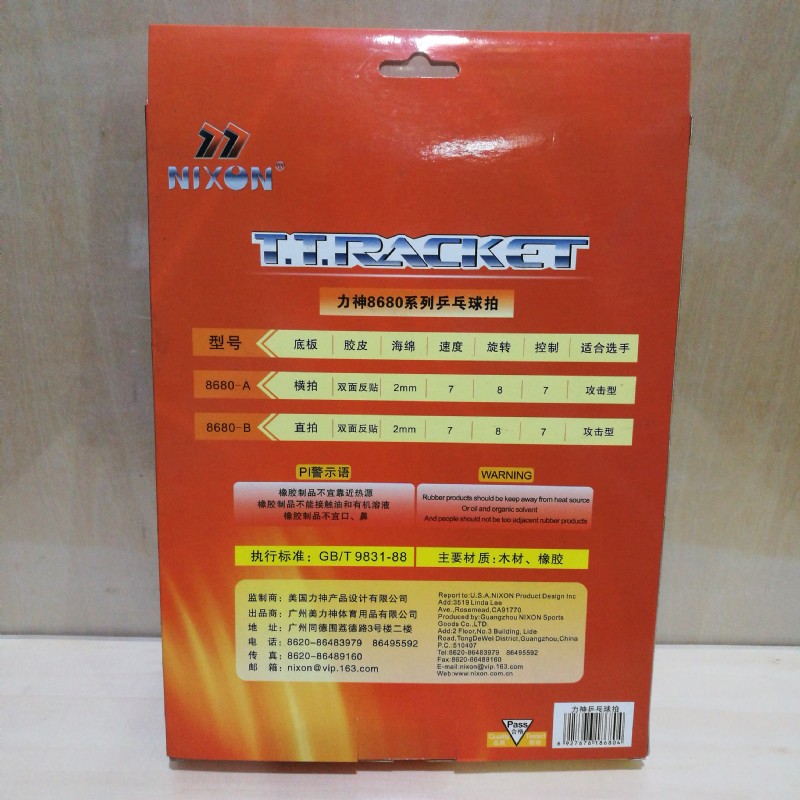 NIXON®
T.T.RACKET
力神8680系列乒乓球拍
型号 底板 胶皮 海绵 速度 旋转 控制 适合选手
8680-A 横拍 双面反贴 2mm 7 8 7 攻击型
8680-B 直拍 双面反贴 2mm 7 8 7 攻击型
PI警示语
橡胶制品不宜靠近热源
橡胶制品不能接触油和有机溶液
橡胶制品不宜口、鼻
WARNING
Rubber products should be keep away from heat source
Or oil and organic solvent
And people should not be too adjacent rubber products
执行标准：GB/T 9831-88
主要材质：木材、橡胶
监制商：美国力神产品设计有限公司
出品商：广州美力神体育用品有限公司
地 址：广州同德围荔德路3号楼二楼
电 话：8620-86483979 86495592
传 真：8620-86489160
邮 箱：nixon@vip.163.com
Report to:U.S.A.NIXON Product Design Inc
Add:3519 Linda Lee
Ave.,Rosemead,CA91770
Produced by:Guangzhou NIXON Sports
Goods Co.,LTD.
Add:2 Floor,No.3 Building, Lide
Road,TongDeWei District,Guangzhou,China
P.C.:510407
Tel:8620-86483979 86495592
Fax:8620-86489160
E-mail:nixon@vip.163.com
Web:www.nixon.com.cn
Pass
合格
力神乒乓球拍
6927676186804